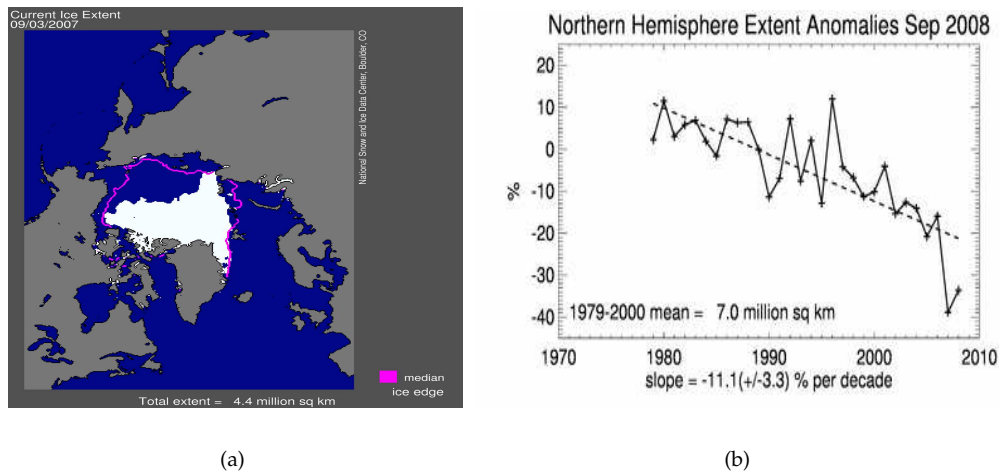 Current Ice Extent
09/03/2007
National Snow and Ice Data Center, Boulder, CO
median
ice edge
Total extent = 4.4 million sq km
(a)
Northern Hemisphere Extent Anomalies Sep 2008
20
10
0
-10
-20
-30
-40
%
1979-2000 mean = 7.0 million sq km
1970 1980 1990 2000 2010
slope = -11.1(+/-3.3) % per decade
(b)